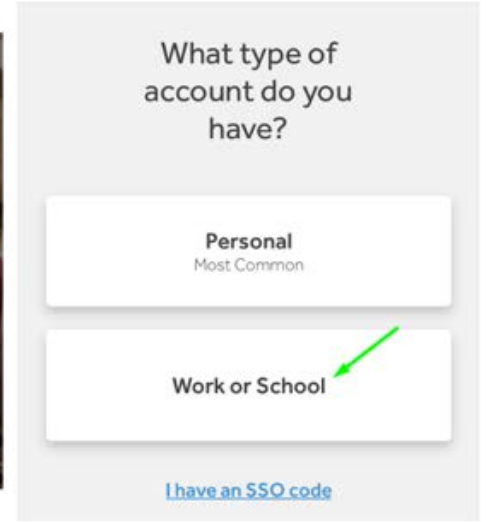 What type of
account do you
have?
Personal
Most Common
Work or School
I have an SSO code